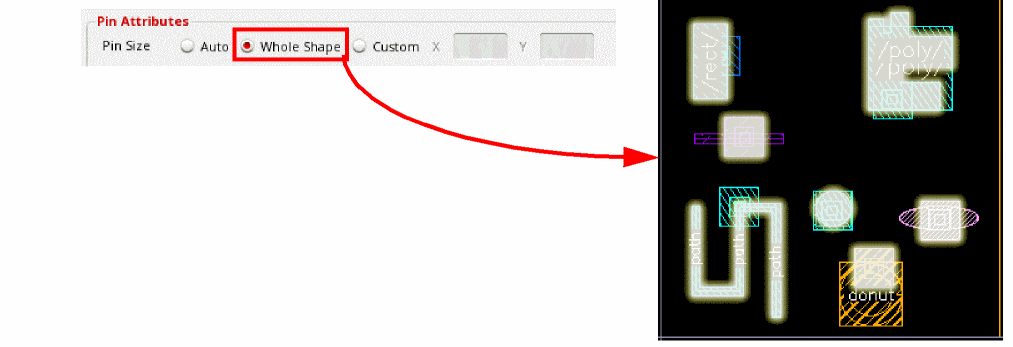 Pin Attributes
Pin Size Auto Whole Shape Custom X Y
/rect/
/poly/
/poly/
path
path
path
donut